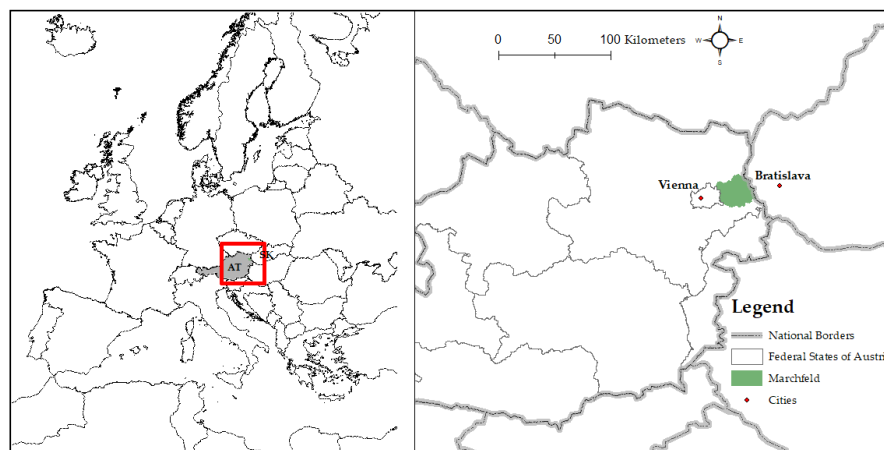 AT
SK
0 50 100 Kilometers
N
W E
S
Vienna
Bratislava
Legend
National Borders
Federal States of Austri
Marchfeld
Cities